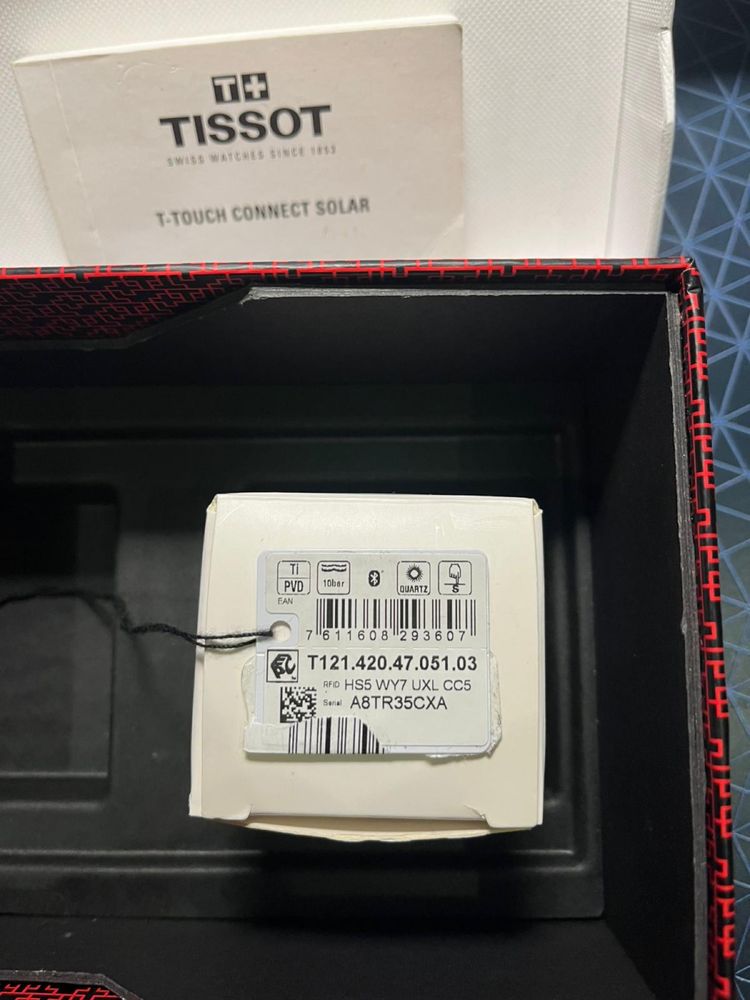 T+
TISSOT
SWISS WATCHES SINCE 1853
T-TOUCH CONNECT SOLAR
Ti
PVD
10bar
QUARTZ
S
EAN
7 611608 293607
T121.420.47.051.03
RFID HS5 WY7 UXL CC5
Serial A8TR35CXA